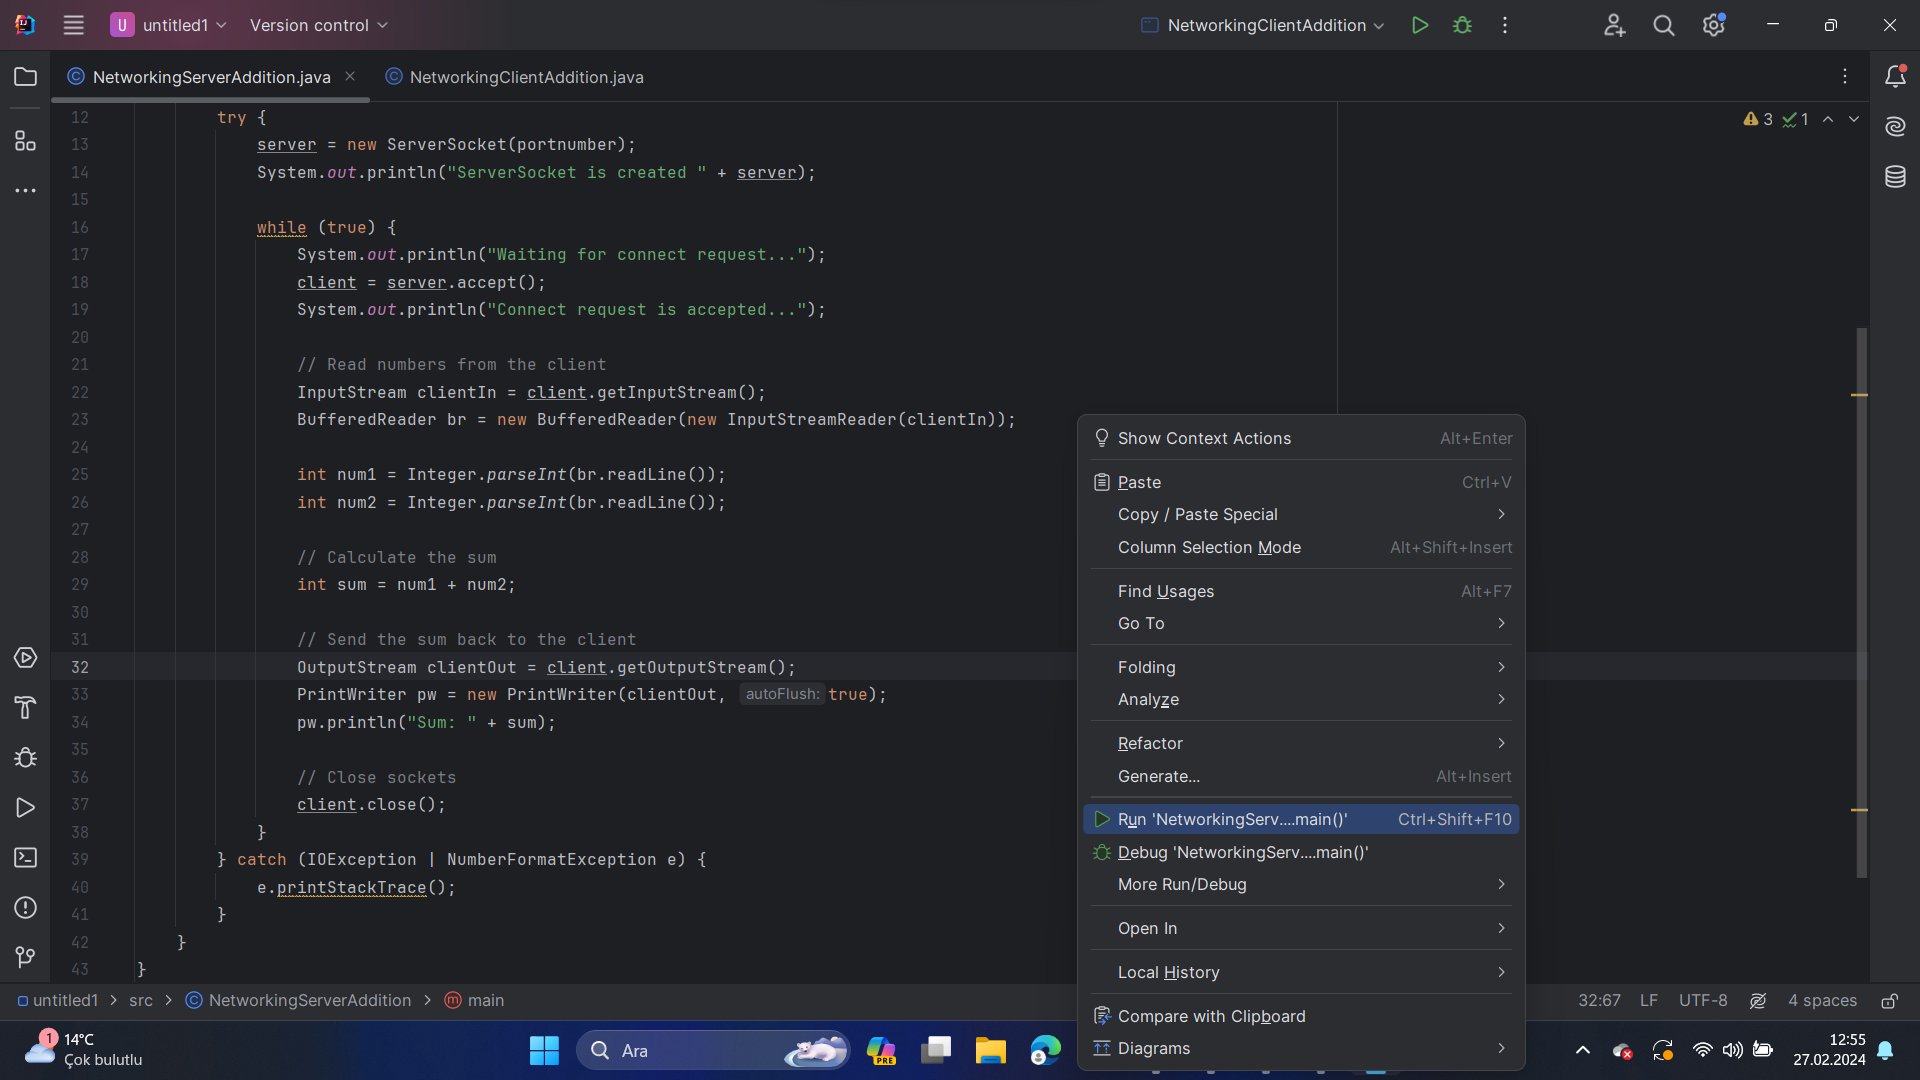 U untitled1 Version control NetworkingClientAddition
NetworkingServerAddition.java NetworkingClientAddition.java
3 1
12 try {
13 server = new ServerSocket(portnumber);
14 System.out.println("ServerSocket is created " + server);
15
16 while (true) {
17 System.out.println("Waiting for connect request...");
18 client = server.accept();
19 System.out.println("Connect request is accepted...");
20
21 // Read numbers from the client
22 InputStream clientIn = client.getInputStream();
23 BufferedReader br = new BufferedReader(new InputStreamReader(clientIn));
24
25 int num1 = Integer.parseInt(br.readLine());
26 int num2 = Integer.parseInt(br.readLine());
27
28 // Calculate the sum
29 int sum = num1 + num2;
30
31 // Send the sum back to the client
32 OutputStream clientOut = client.getOutputStream();
33 PrintWriter pw = new PrintWriter(clientOut, autoFlush: true);
34 pw.println("Sum: " + sum);
35
36 // Close sockets
37 client.close();
38 }
39 } catch (IOException | NumberFormatException e) {
40 e.printStackTrace();
41 }
42 }
43 }
Show Context Actions Alt+Enter
Paste Ctrl+V
Copy / Paste Special
Column Selection Mode Alt+Shift+Insert
Find Usages Alt+F7
Go To
Folding
Analyze
Refactor
Generate... Alt+Insert
Run 'NetworkingServ....main()' Ctrl+Shift+F10
Debug 'NetworkingServ....main()'
More Run/Debug
Open In
Local History
Compare with Clipboard
Diagrams
untitled1 > src > NetworkingServerAddition > m main
32:67 LF UTF-8 4 spaces
1 14°C
Çok bulutlu
Ara
PRE
12:55
27.02.2024